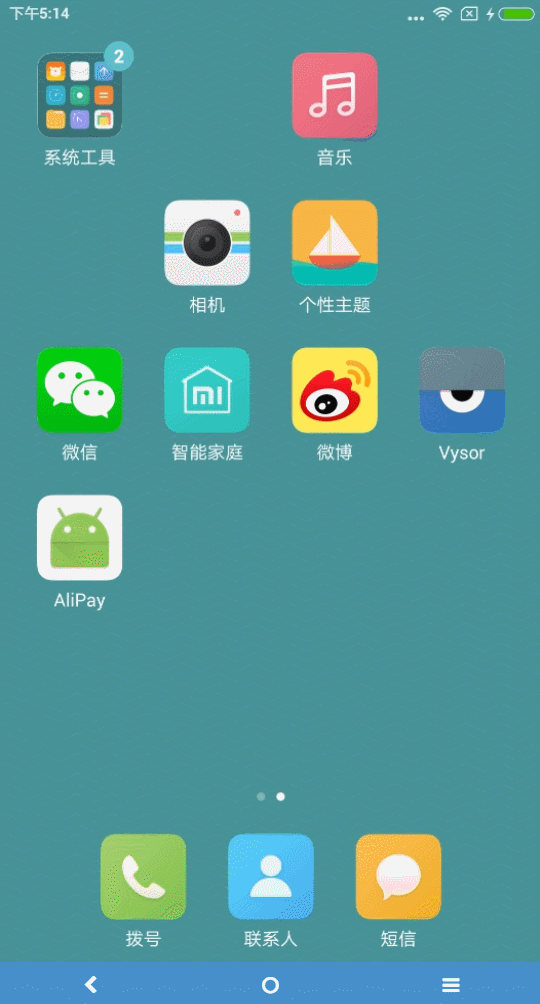 下午5:14
2
系统工具
音乐
相机
个性主题
微信
智能家庭
微博
Vysor
AliPay
拨号
联系人
短信